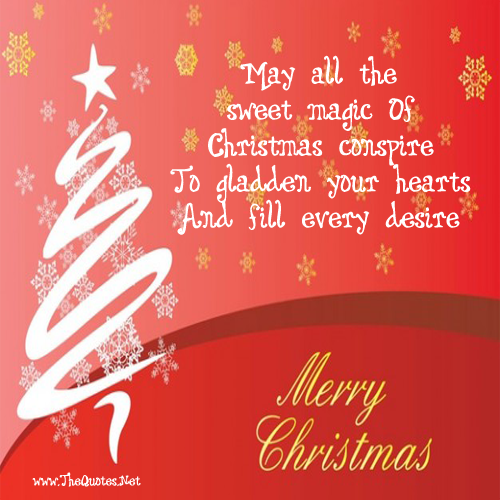 May all the
sweet magic Of
Christmas conspire
To gladden your hearts
And fill every desire
Merry
Christmas
www.TheQuotes.Net